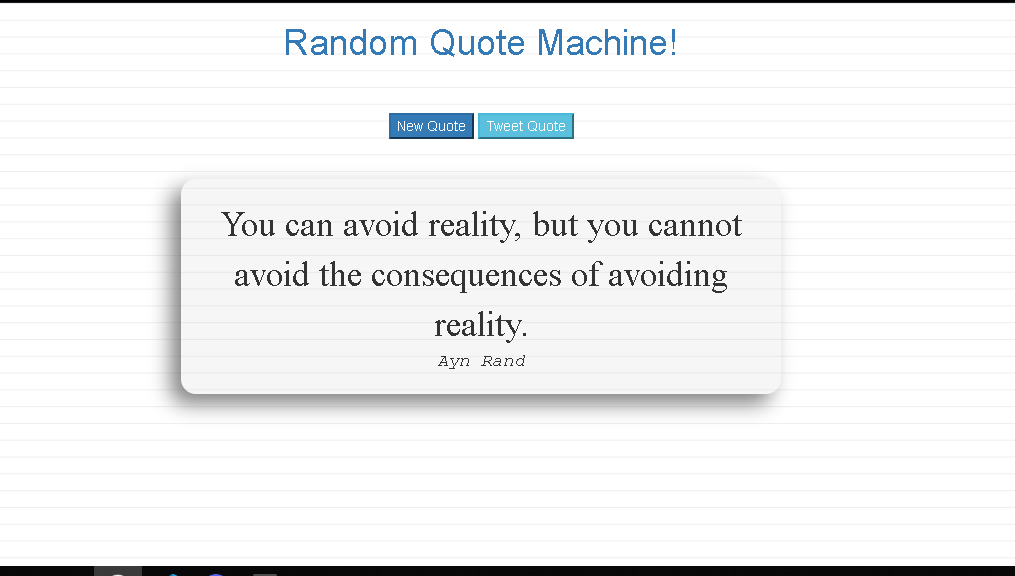 Random Quote Machine!
New Quote Tweet Quote
You can avoid reality, but you cannot
avoid the consequences of avoiding
reality.
Ayn Rand